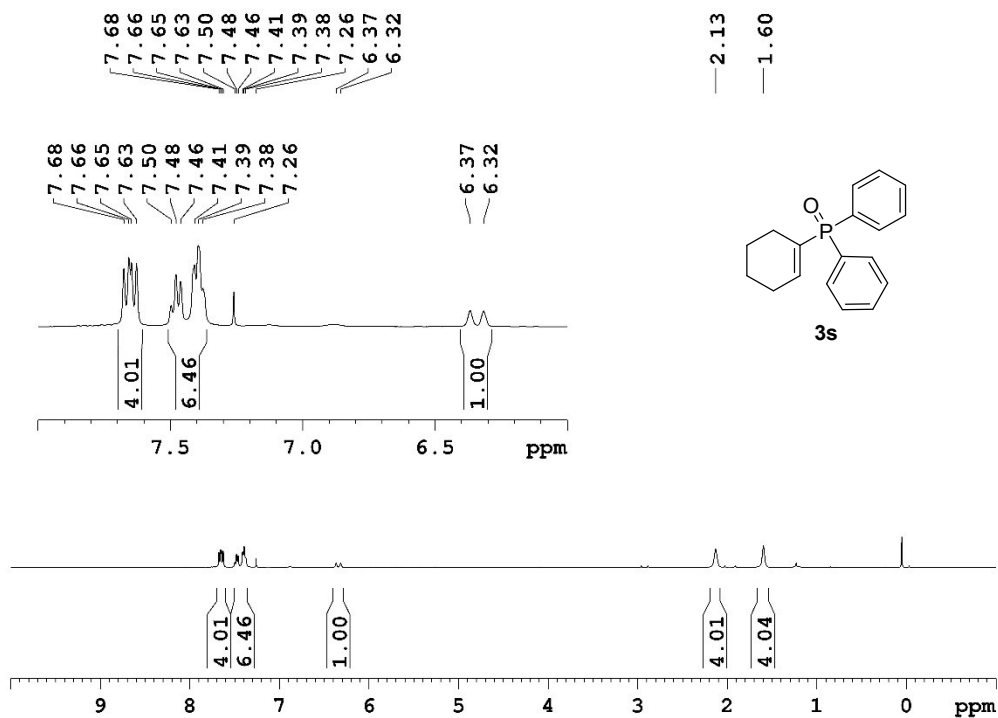 7.68 7.66 7.65 7.63 7.50 7.48 7.46 7.41 7.39 7.38 7.26 6.37 6.32 2.13 1.60
7.68 7.66 7.65 7.63 7.50 7.48 7.46 7.41 7.39 7.38 7.26 6.37 6.32
O
P
3s
4.01 6.46 1.00
7.5 7.0 6.5 ppm
4.01 6.46 1.00 4.01 4.04
9 8 7 6 5 4 3 2 1 0 ppm